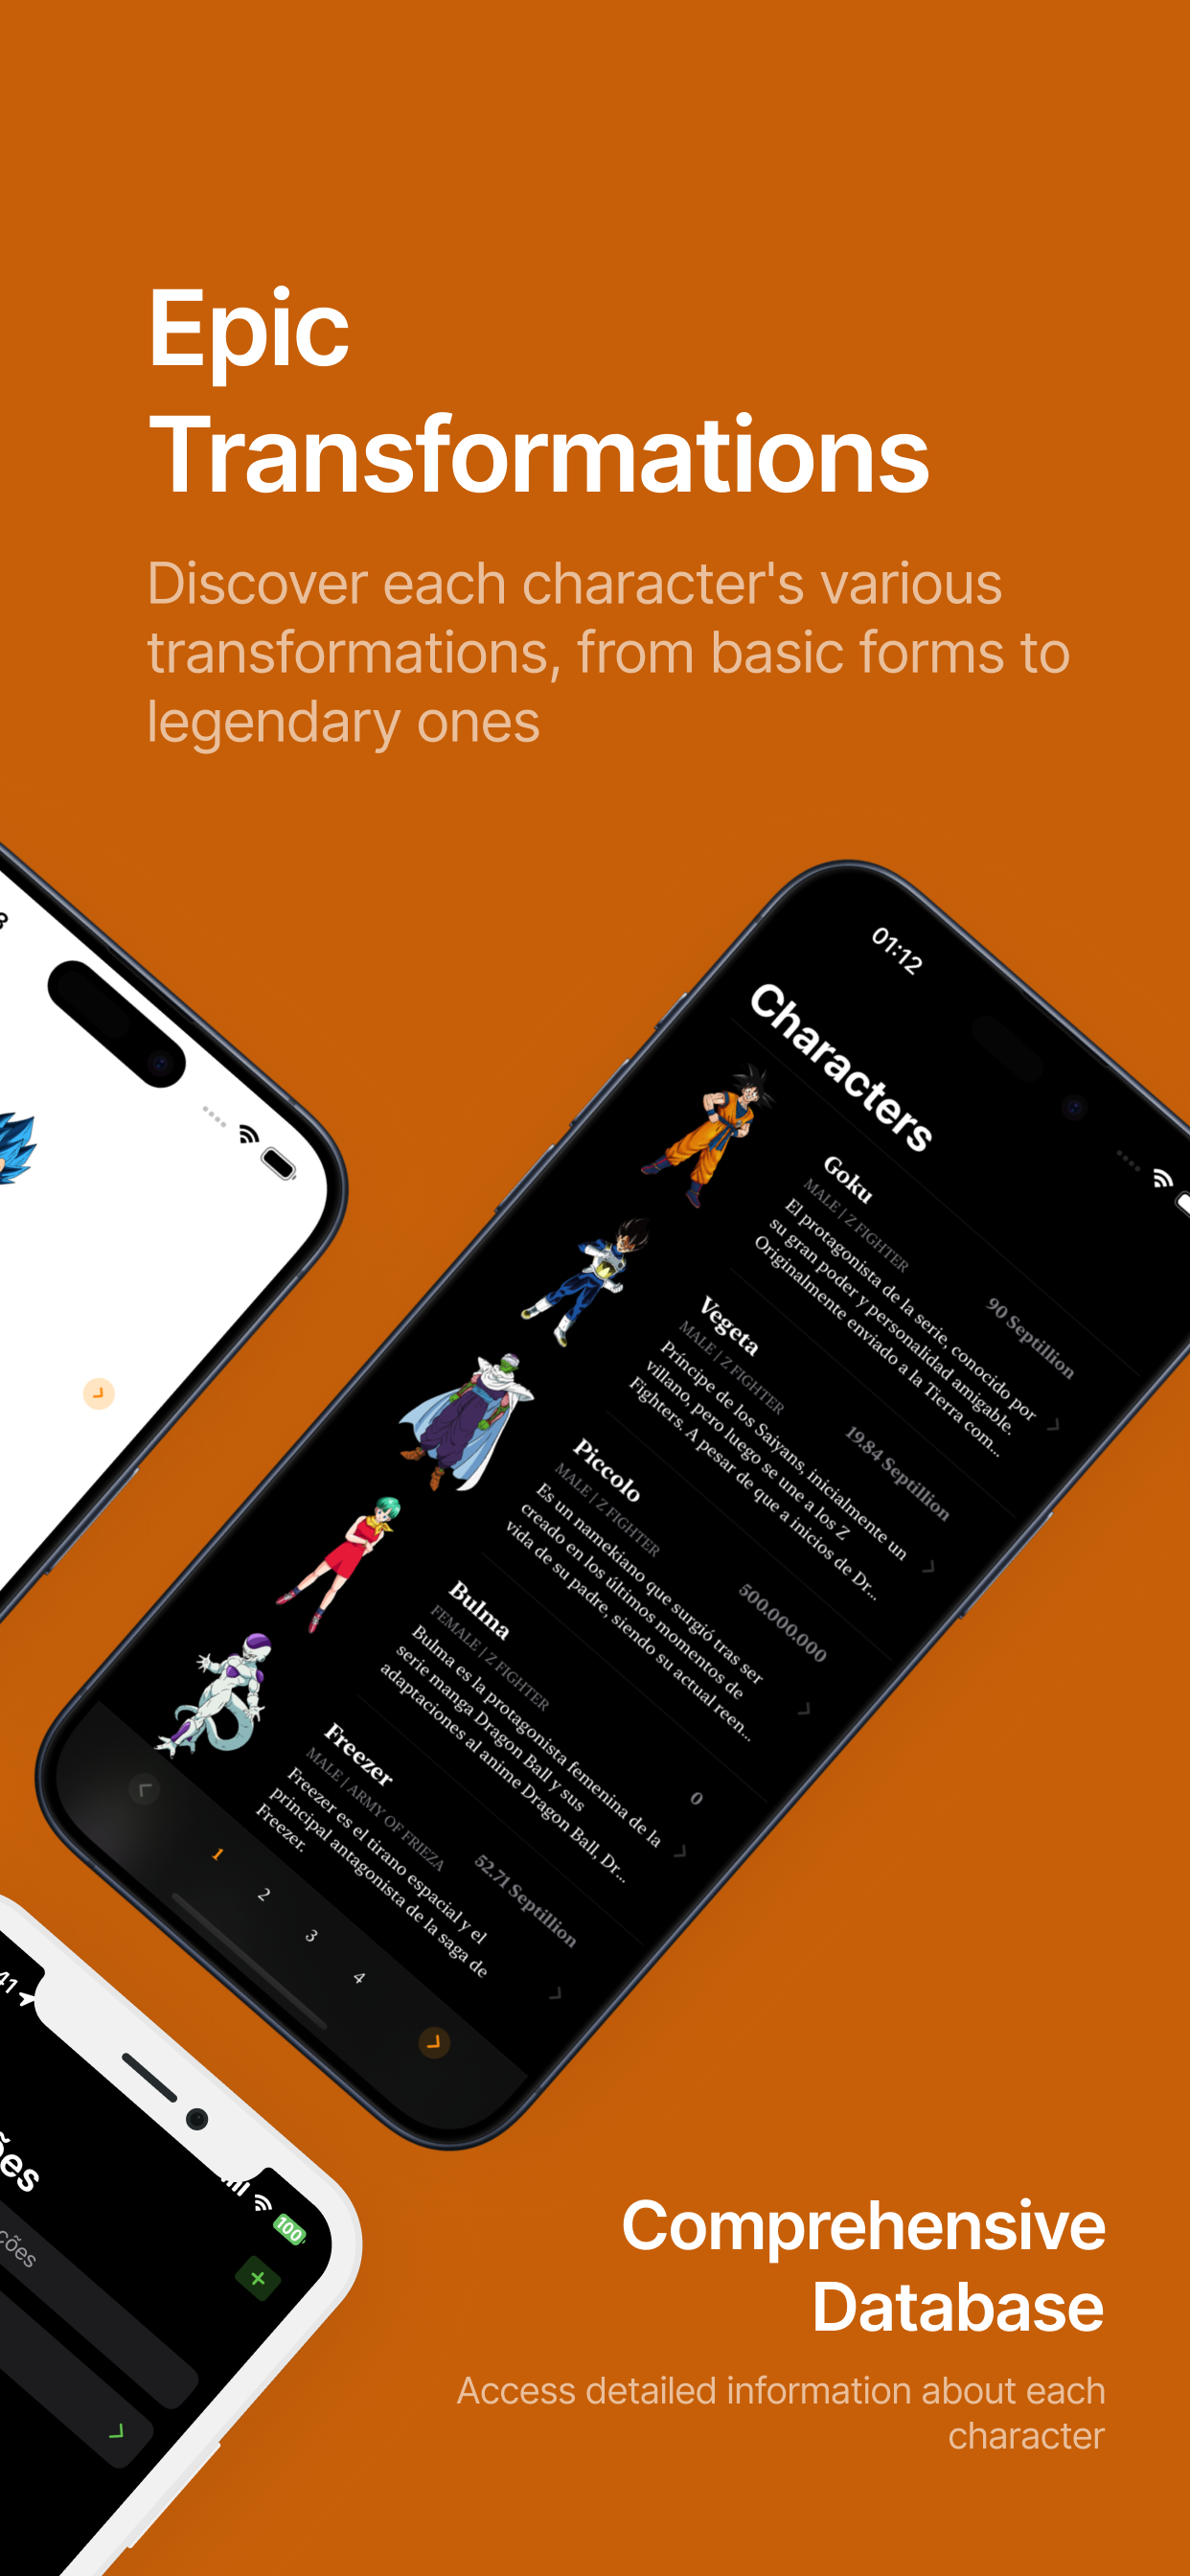 Epic
Transformations
Discover each character's various
transformations, from basic forms to
legendary ones
01:12
Characters
Goku
MALE | Z FIGHTER
90 Septillion
El protagonista de la serie, conocido por
su gran poder y personalidad amigable.
Originalmente enviado a la Tierra com...
Vegeta
MALE | Z FIGHTER
19.84 Septillion
Príncipe de los Saiyans, inicialmente un
villano, pero luego se une a los Z
Fighters. A pesar de que a inicios de Dr...
Piccolo
MALE | Z FIGHTER
500.000.000
Es un namekiano que surgió tras ser
creado en los últimos momentos de
vida de su padre, siendo su actual reen...
Bulma
FEMALE | Z FIGHTER
0
Bulma es la protagonista femenina de la
serie manga Dragon Ball y sus
adaptaciones al anime Dragon Ball, Dr...
Freezer
MALE | ARMY OF FRIEZA
52.71 Septillion
Freezer es el tirano espacial y el
principal antagonista de la saga de
Freezer.
1 2 3 4
41
ões
ções
100
Comprehensive
Database
Access detailed information about each
character